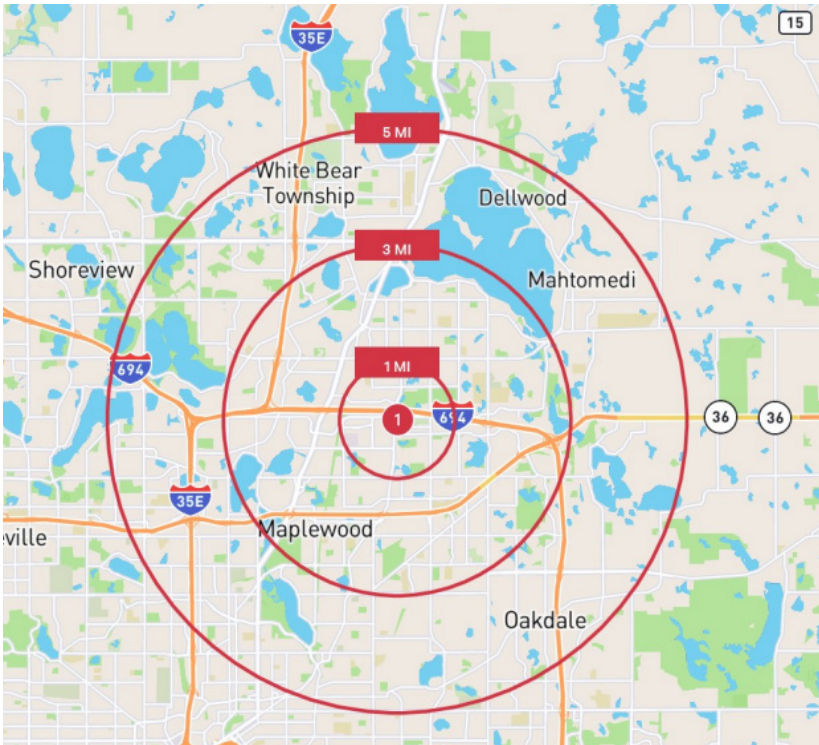 15
35E
5 MI
White Bear
Township
Dellwood
3 MI
Shoreview
Mahtomedi
1 MI
694
1
694
36
36
35E
Maplewood
ville
Oakdale